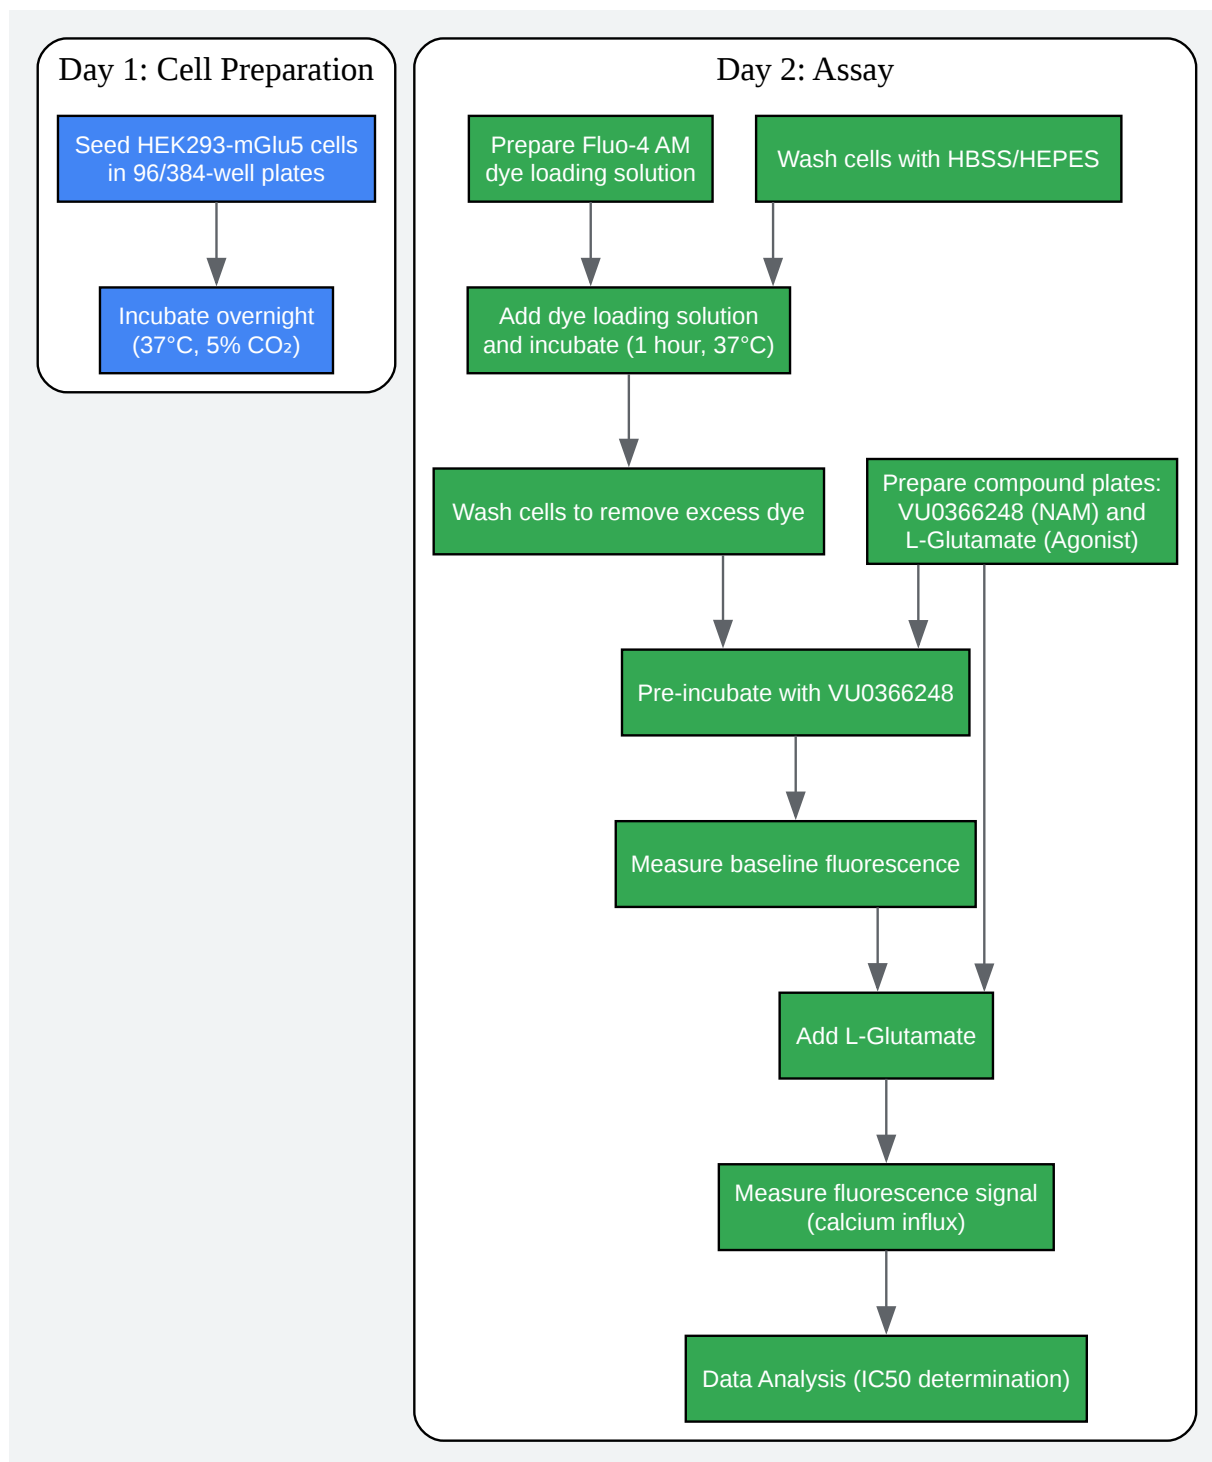 Day 1: Cell Preparation
Seed HEK293-mGlu5 cells
in 96/384-well plates
Incubate overnight
(37°C, 5% CO₂)
Day 2: Assay
Prepare Fluo-4 AM
dye loading solution
Wash cells with HBSS/HEPES
Add dye loading solution
and incubate (1 hour, 37°C)
Wash cells to remove excess dye
Prepare compound plates:
VU0366248 (NAM) and
L-Glutamate (Agonist)
Pre-incubate with VU0366248
Measure baseline fluorescence
Add L-Glutamate
Measure fluorescence signal
(calcium influx)
Data Analysis (IC50 determination)